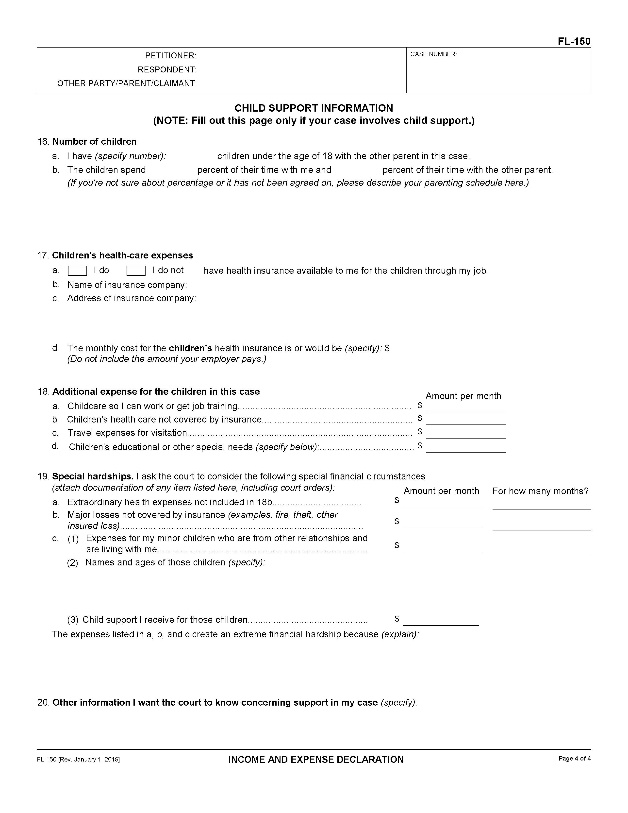 FL-150
PETITIONER:
CASE NUMBER:
RESPONDENT:
OTHER PARTY/PARENT/CLAIMANT:
CHILD SUPPORT INFORMATION
(NOTE: Fill out this page only if your case involves child support.)
16. Number of children
a. I have (specify number): children under the age of 18 with the other parent in this case.
b. The children spend percent of their time with me and percent of their time with the other parent.
(If you're not sure about percentage or it has not been agreed on, please describe your parenting schedule here.)
17. Children's health-care expenses
a. I do I do not have health insurance available to me for the children through my job.
b. Name of insurance company:
c. Address of insurance company:
d. The monthly cost for the children's health insurance is or would be (specify): $
(Do not include the amount your employer pays.)
18. Additional expense for the children in this case
Amount per month
a. Childcare so I can work or get job training. $
b. Children's health care not covered by insurance. $
c. Travel expenses for visitation $
d. Children's educational or other special needs (specify below): $
19. Special hardships. I ask the court to consider the following special financial circumstances
(attach documentation of any item listed here, including court orders):
Amount per month For how many months?
a. Extraordinary health expenses not included in 18b. $
b. Major losses not covered by insurance (examples, fire, theft, other
insured loss) $
c. (1) Expenses for my minor children who are from other relationships and
are living with me $
(2) Names and ages of those children (specify):
(3) Child support I receive for those children. $
The expenses listed in a, b, and c create an extreme financial hardship because (explain):
20. Other information I want the court to know concerning support in my case (specify):
FL-150 [Rev. January 1, 2019]
INCOME AND EXPENSE DECLARATION
Page 4 of 4